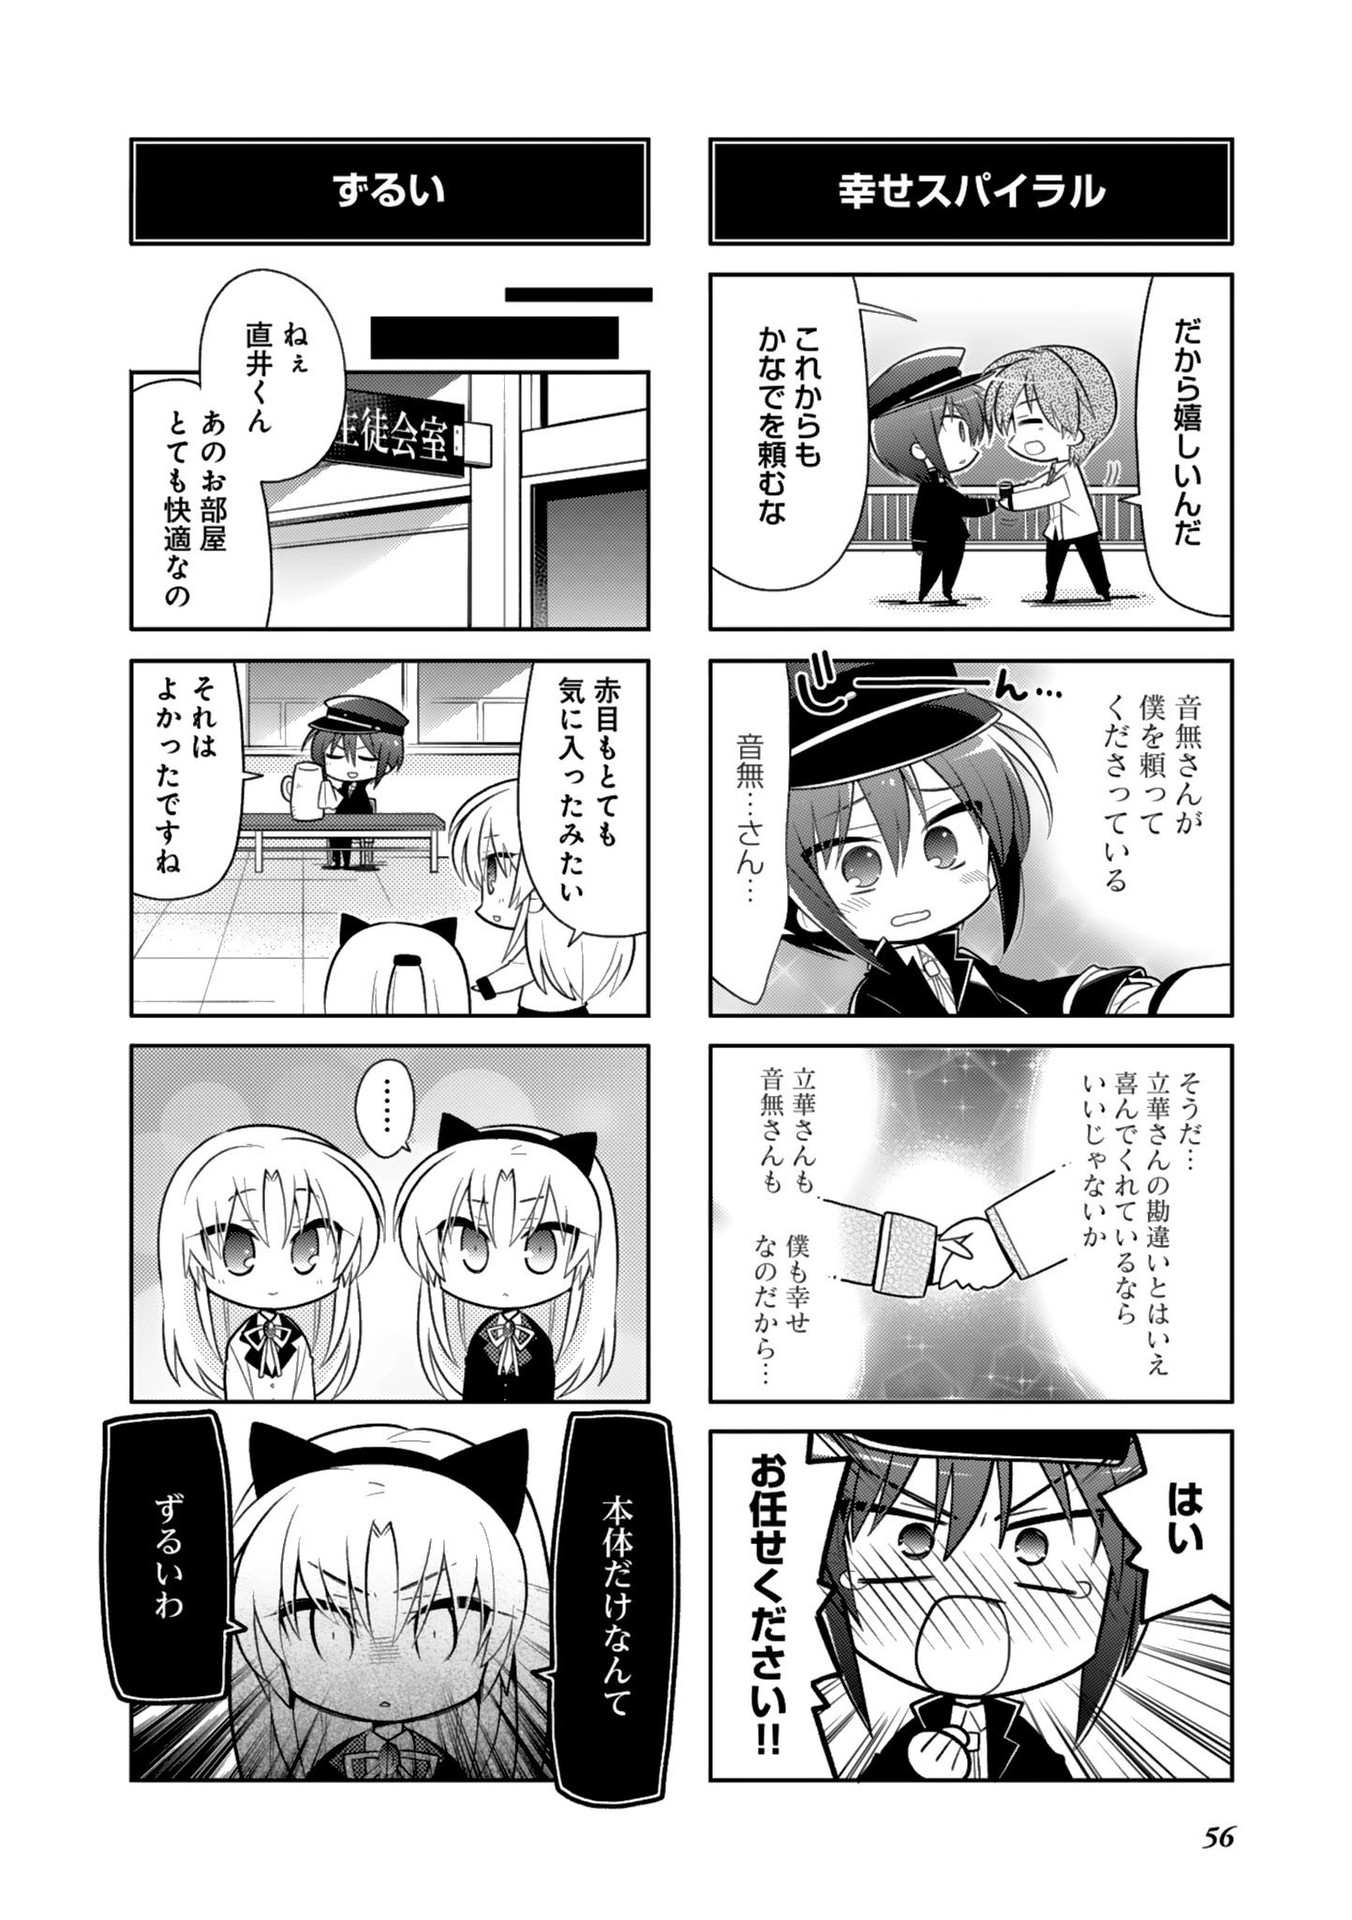 幸せスパイラル
だから嬉しいんだ
これからも
かなでを頼むな
じーーーん…
音無さんが
僕を頼って
くださっている
音無…さん…
そうだ…
立華さんの勘違いとはいえ
喜んでくれているなら
いいじゃないか
立華さんも
音無さんも
僕も幸せ
なのだから…
はい
お任せください!!
ずるい
ねぇ
直井くん
あのお部屋
とても快適なの
生徒会室
赤目もとても
気に入ったみたい
それは
よかったですね
……
本体だけなんて
ずるいわ
56